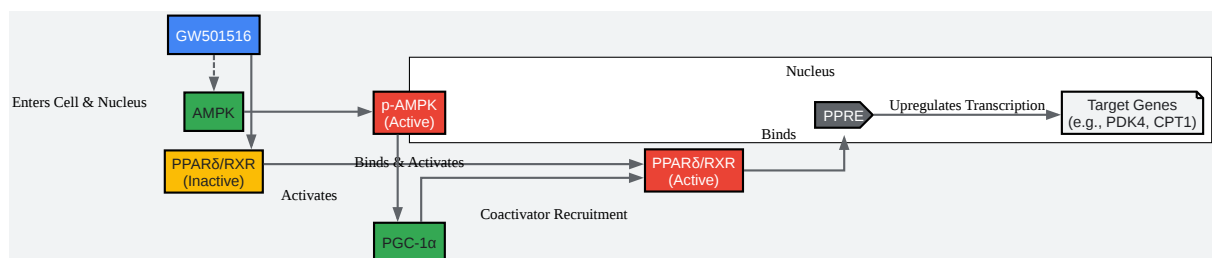 GW501516
Nucleus
Enters Cell & Nucleus
AMPK
p-AMPK
(Active)
PPRE
Upregulates Transcription
Target Genes
(e.g., PDK4, CPT1)
Binds
PPARδ/RXR
(Inactive)
Binds & Activates
PPARδ/RXR
(Active)
Activates
Coactivator Recruitment
PGC-1α